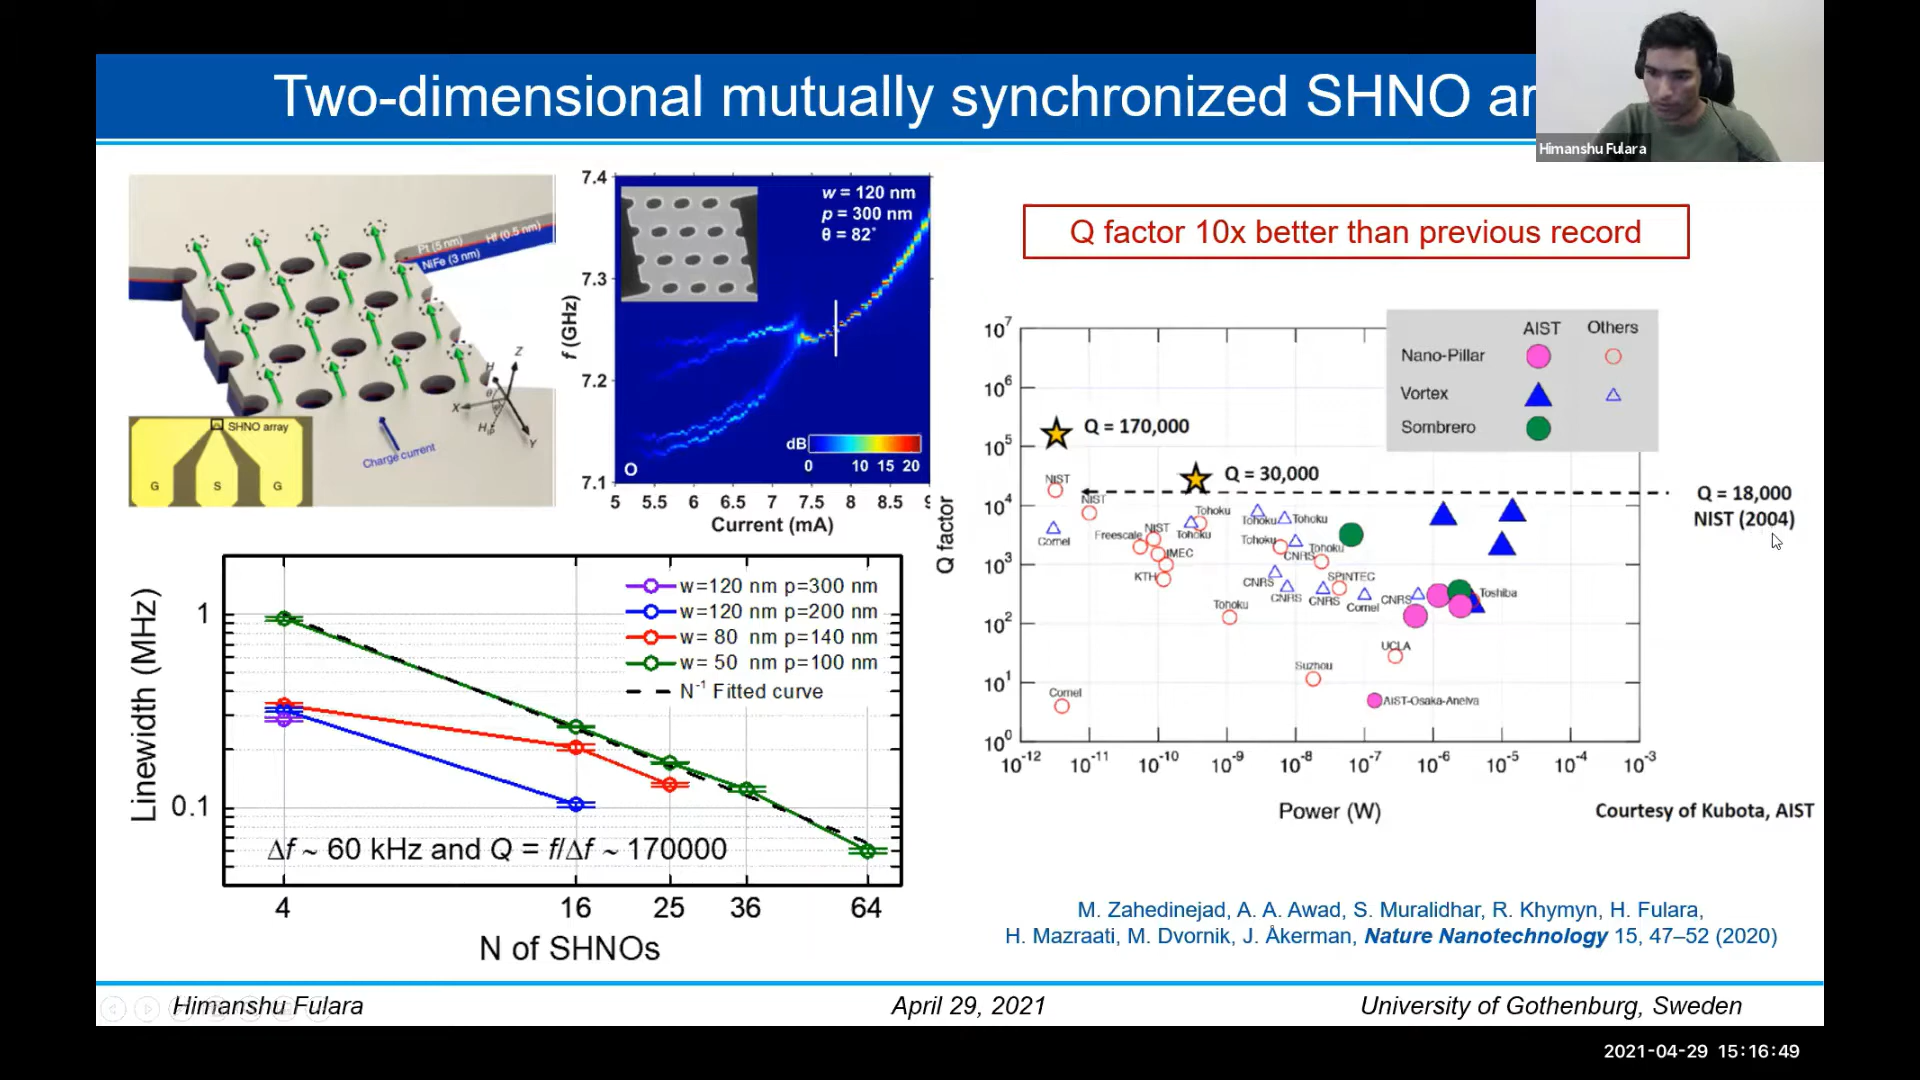 Two-dimensional mutually synchronized SHNO ar
Himanshu Fulara
Pt (5 nm) Hf (0.5 nm)
NiFe (3 nm)
Z
H
θ
φ
X
H_IP
Y
SHNO array
G S G
Charge current
7.4
7.3
7.2
7.1
f (GHz)
w = 120 nm
p = 300 nm
θ = 82°
dB
0 10 15 20
O
5 5.5 6 6.5 7 7.5 8 8.5 9
Current (mA)
Linewidth (MHz)
1
0.1
w=120 nm p=300 nm
w=120 nm p=200 nm
w= 80 nm p=140 nm
w= 50 nm p=100 nm
N⁻¹ Fitted curve
Δf ~ 60 kHz and Q = f/Δf ~ 170000
4 16 25 36 64
N of SHNOs
Q factor 10x better than previous record
AIST Others
Nano-Pillar
Vortex
Sombrero
Q factor
10⁷
10⁶
10⁵
10⁴
10³
10²
10¹
10⁰
Q = 170,000
Q = 30,000
Q = 18,000
NIST (2004)
NIST
NIST
Cornel
Freescale
NIST
IMEC
KTH
Tohoku
Tohoku
Tohoku
Tohoku
Tohoku
Tohoku
CNRS
CNRS
CNRS
SPINTEC
CNRS
Cornel
CNRS
Toshiba
Tohoku
UCLA
Suzhou
Cornel
AIST-Osaka-Anelva
10⁻¹² 10⁻¹¹ 10⁻¹⁰ 10⁻⁹ 10⁻⁸ 10⁻⁷ 10⁻⁶ 10⁻⁵ 10⁻⁴ 10⁻³
Power (W)
Courtesy of Kubota, AIST
M. Zahedinejad, A. A. Awad, S. Muralidhar, R. Khymyn, H. Fulara,
H. Mazraati, M. Dvornik, J. Åkerman, Nature Nanotechnology 15, 47–52 (2020)
Himanshu Fulara April 29, 2021 University of Gothenburg, Sweden
2021-04-29 15:16:49